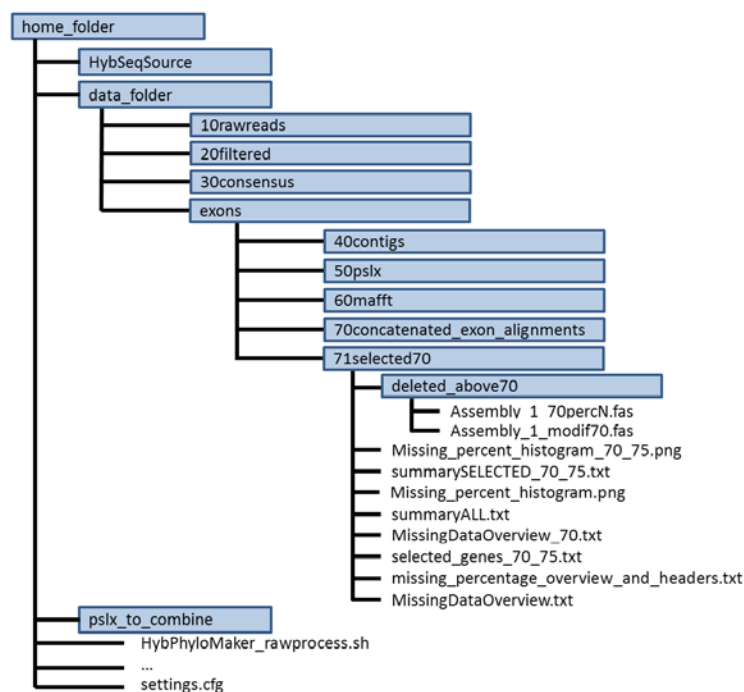 home_folder
HybSeqSource
data_folder
10rawreads
20filtered
30consensus
exons
40contigs
50pslx
60mafft
70concatenated_exon_alignments
71selected70
deleted_above70
Assembly_1_70percN.fas
Assembly_1_modif70.fas
Missing_percent_histogram_70_75.png
summarySELECTED_70_75.txt
Missing_percent_histogram.png
summaryALL.txt
MissingDataOverview_70.txt
selected_genes_70_75.txt
missing_percentage_overview_and_headers.txt
MissingDataOverview.txt
pslx_to_combine
HybPhyloMaker_rawprocess.sh
...
settings.cfg